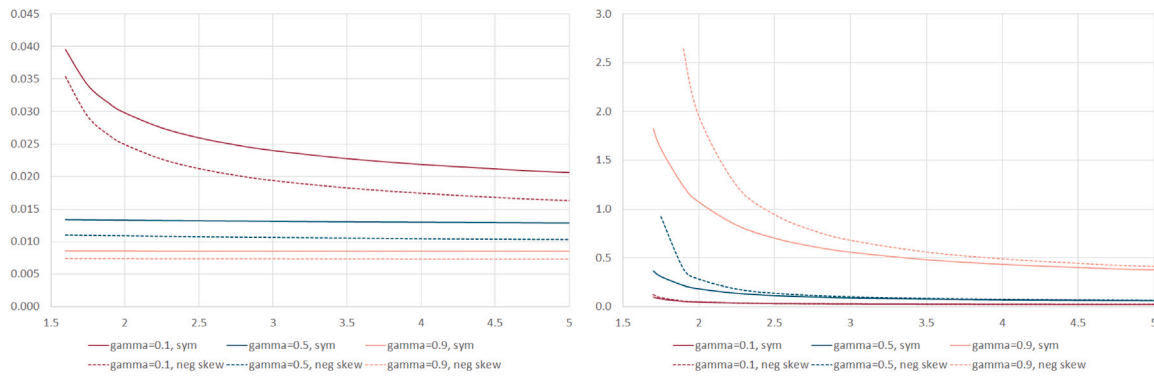 0.045
0.040
0.035
0.030
0.025
0.020
0.015
0.010
0.005
0.000
1.5 2 2.5 3 3.5 4 4.5 5
gamma=0.1, sym gamma=0.5, sym gamma=0.9, sym
gamma=0.1, neg skew gamma=0.5, neg skew gamma=0.9, neg skew
3.0
2.5
2.0
1.5
1.0
0.5
0.0
1.5 2 2.5 3 3.5 4 4.5 5
gamma=0.1, sym gamma=0.5, sym gamma=0.9, sym
gamma=0.1, neg skew gamma=0.5, neg skew gamma=0.9, neg skew